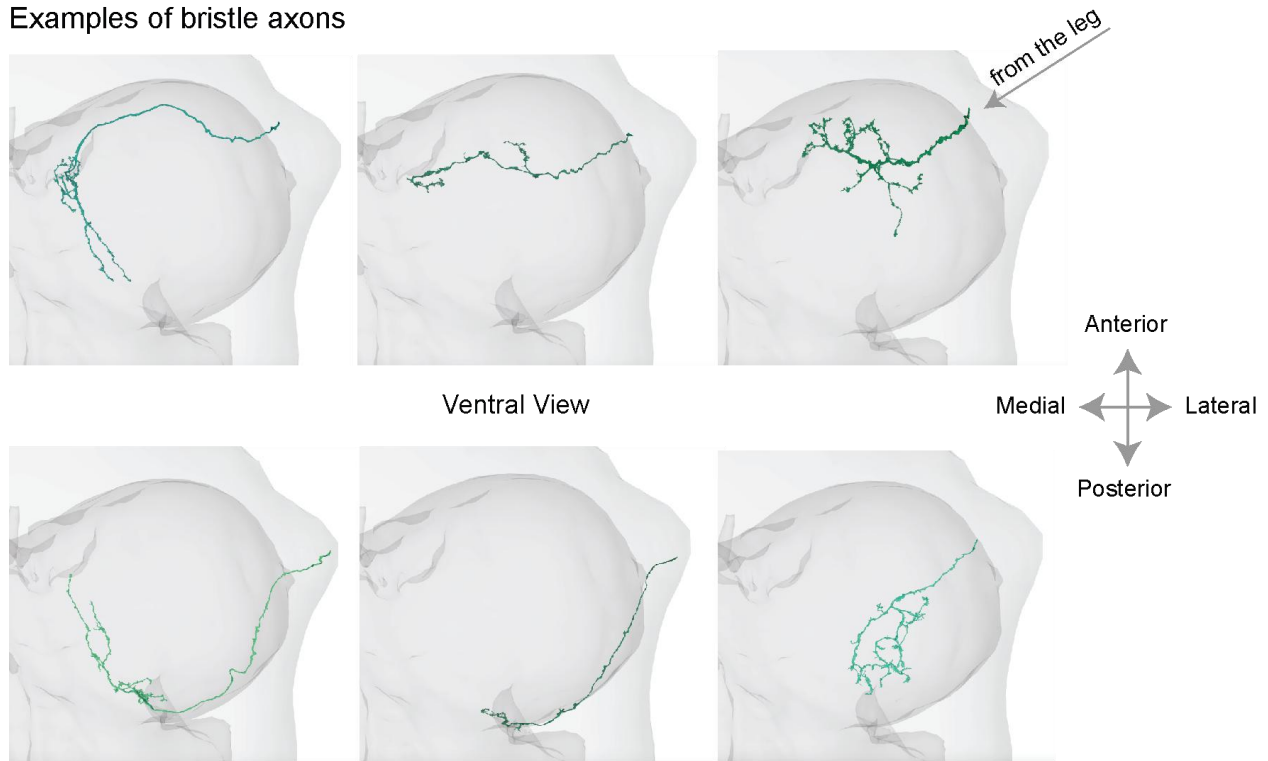 Examples of bristle axons
from the leg
Anterior
Ventral View
Medial
Lateral
Posterior